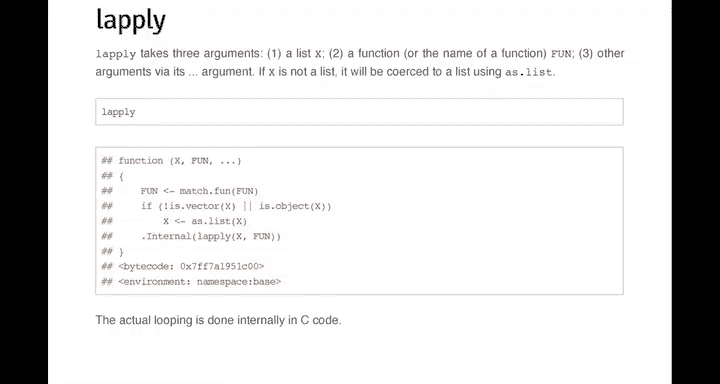 lapply
lapply takes three arguments: (1) a list X; (2) a function (or the name of a function) FUN; (3) other
arguments via its ... argument. If x is not a list, it will be coerced to a list using as.list.
lapply
## function (X, FUN, ...)
## {
##     FUN <- match.fun(FUN)
##     if (!is.vector(X) || is.object(X))
##         X <- as.list(X)
##     .Internal(lapply(X, FUN))
## }
## <bytecode: 0x7ff7a1951c00>
## <environment: namespace:base>
The actual looping is done internally in C code.